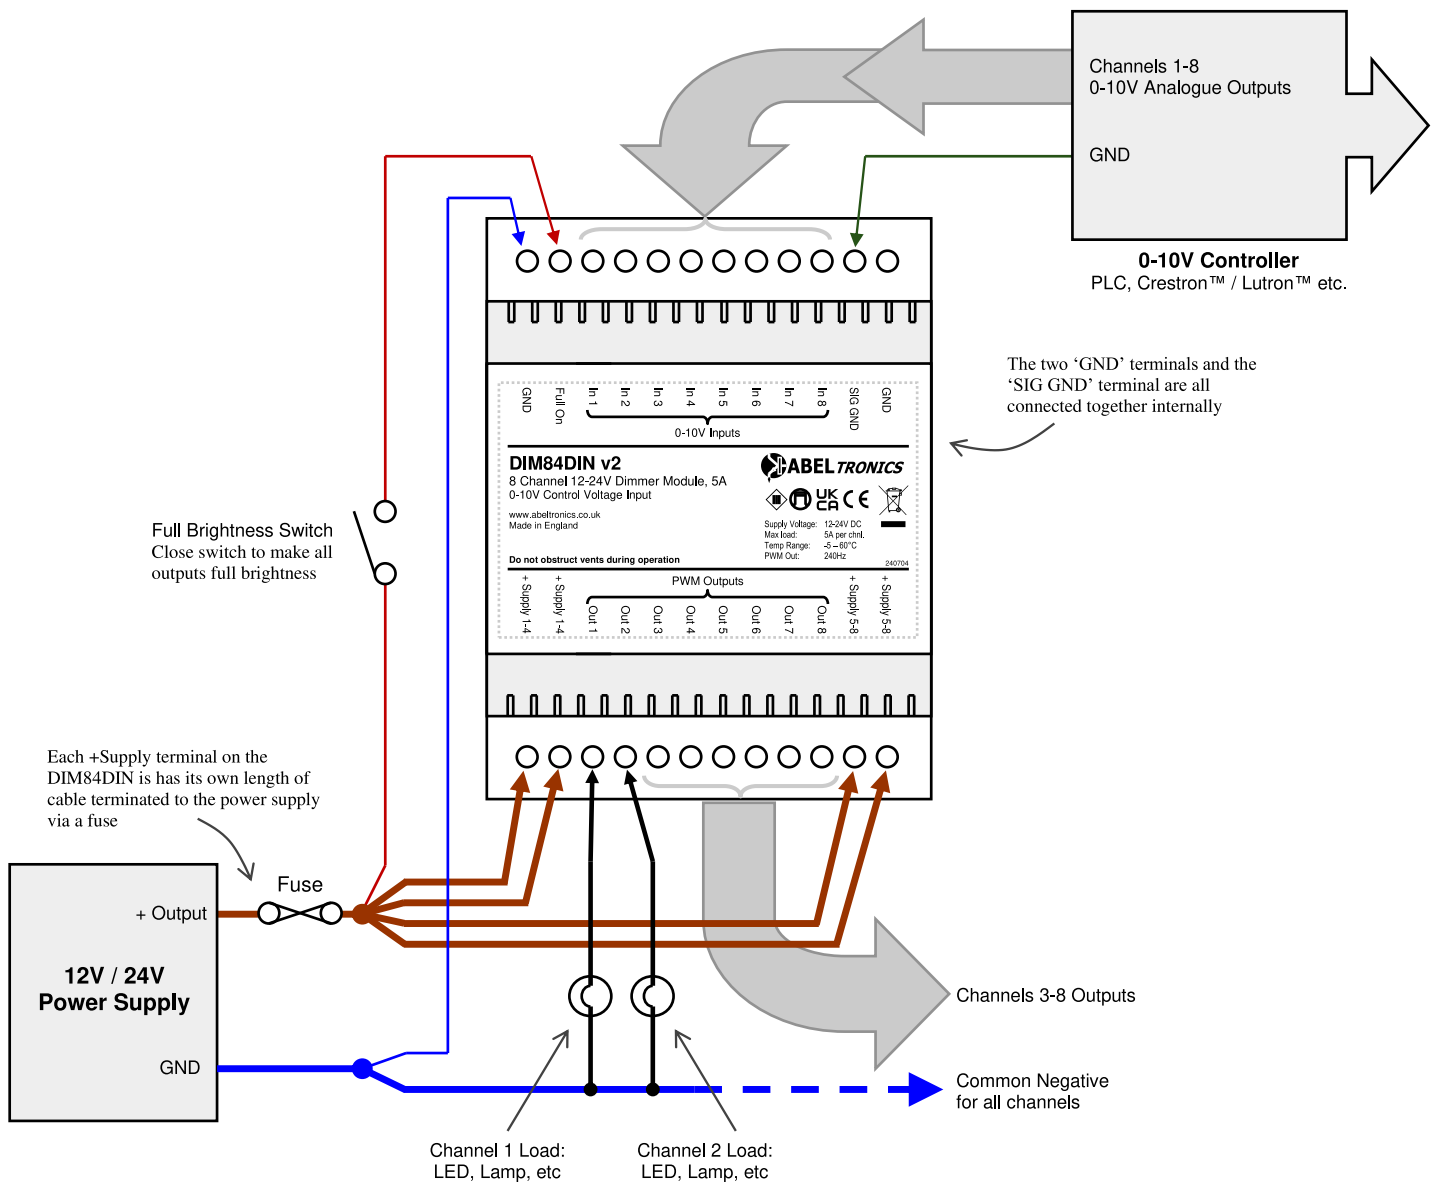 Channels 1-8
0-10V Analogue Outputs
GND
0-10V Controller
PLC, Crestron™ / Lutron™ etc.
The two ‘GND’ terminals and the
‘SIG GND’ terminal are all
connected together internally
GND
Full On
In 1
In 2
In 3
In 4
In 5
In 6
In 7
In 8
SIG GND
GND
0-10V Inputs
DIM84DIN v2
8 Channel 12-24V Dimmer Module, 5A
0-10V Control Voltage Input
www.abeltronics.co.uk
Made in England
Do not obstruct vents during operation
ABELTRONICS
UK
CA CE
Supply Voltage: 12-24V DC
Max load: 5A per chnl.
Temp Range: -5 – 60°C
PWM Out: 240Hz
240704
PWM Outputs
+ Supply 1-4
+ Supply 1-4
Out 1
Out 2
Out 3
Out 4
Out 5
Out 6
Out 7
Out 8
+ Supply 5-8
+ Supply 5-8
Full Brightness Switch
Close switch to make all
outputs full brightness
Each +Supply terminal on the
DIM84DIN is has its own length of
cable terminated to the power supply
via a fuse
Fuse
+ Output
12V / 24V
Power Supply
GND
Channels 3-8 Outputs
Common Negative
for all channels
Channel 1 Load:
LED, Lamp, etc
Channel 2 Load:
LED, Lamp, etc